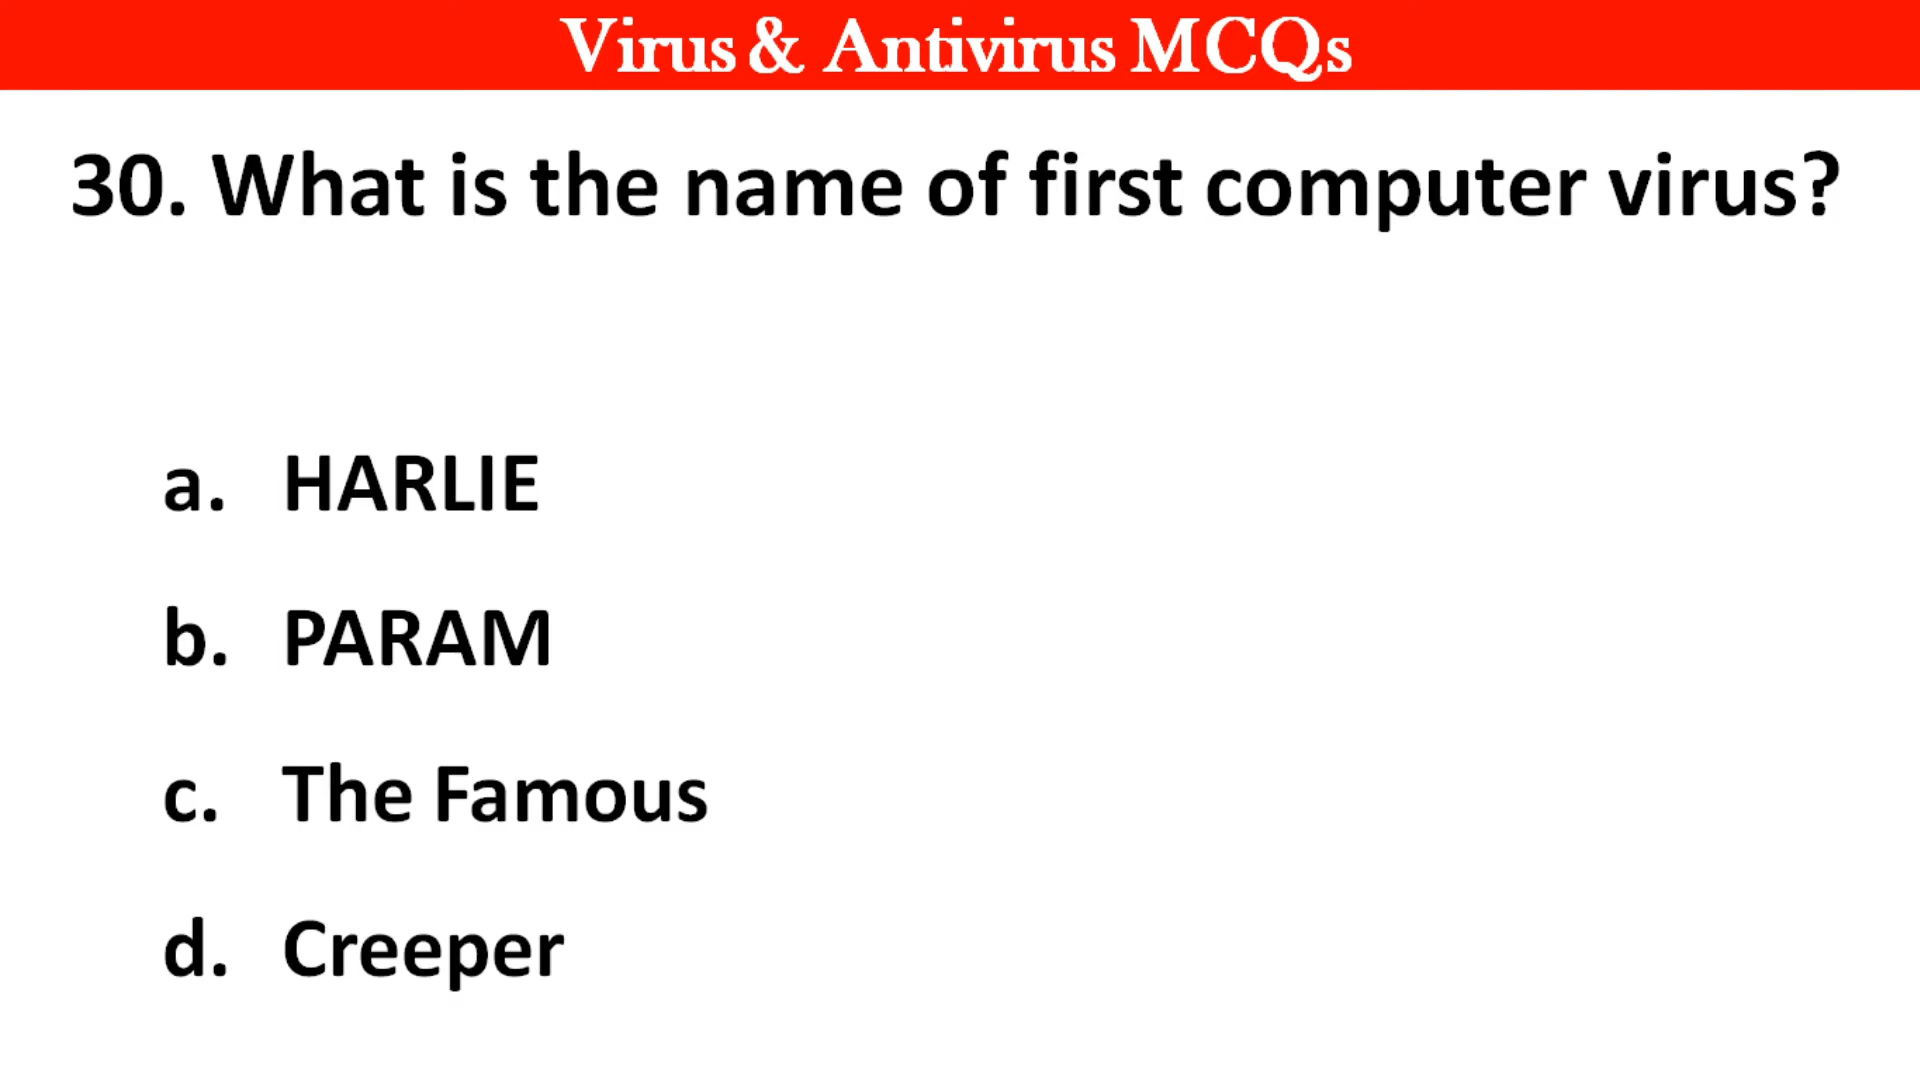 Virus & Antivirus MCQs
30. What is the name of first computer virus?
a. HARLIE
b. PARAM
c. The Famous
d. Creeper